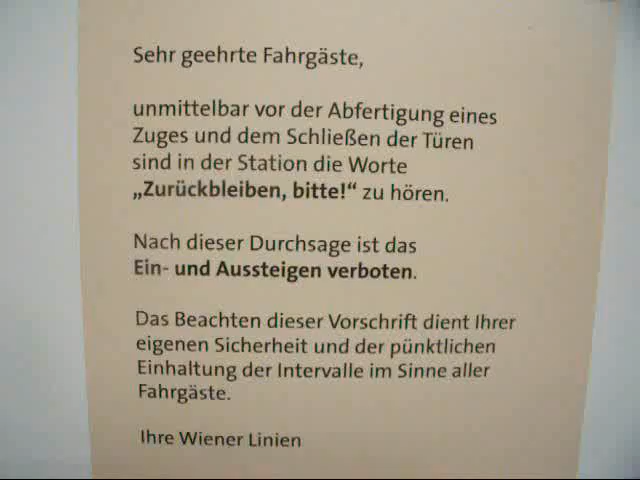 Sehr geehrte Fahrgäste,
unmittelbar vor der Abfertigung eines
Zuges und dem Schließen der Türen
sind in der Station die Worte
„Zurückbleiben, bitte!“ zu hören.
Nach dieser Durchsage ist das
Ein- und Aussteigen verboten.
Das Beachten dieser Vorschrift dient Ihrer
eigenen Sicherheit und der pünktlichen
Einhaltung der Intervalle im Sinne aller
Fahrgäste.
Ihre Wiener Linien